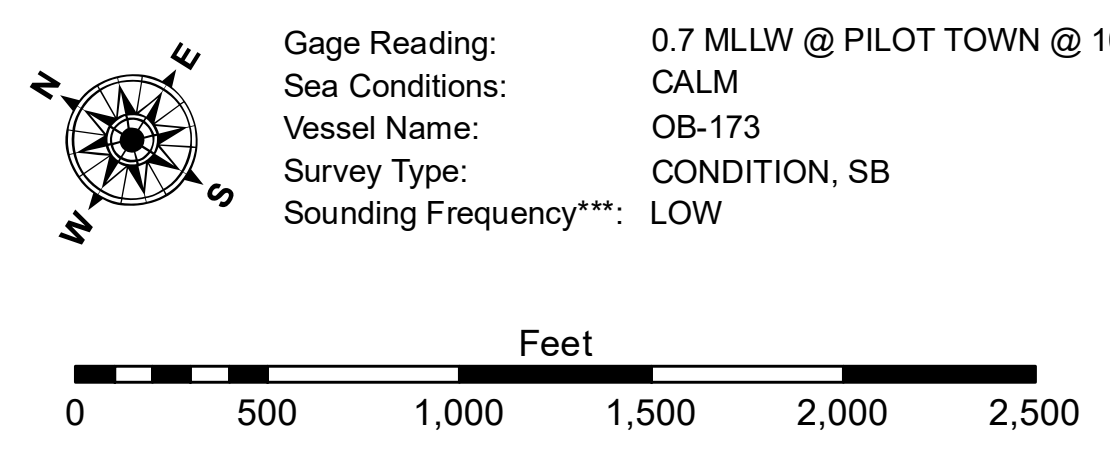 N
E
S
W
Gage Reading: 0.7 MLLW @ PILOT TOWN @
Sea Conditions: CALM
Vessel Name: OB-173
Survey Type: CONDITION, SB
Sounding Frequency***: LOW
Feet
0 500 1,000 1,500 2,000 2,500